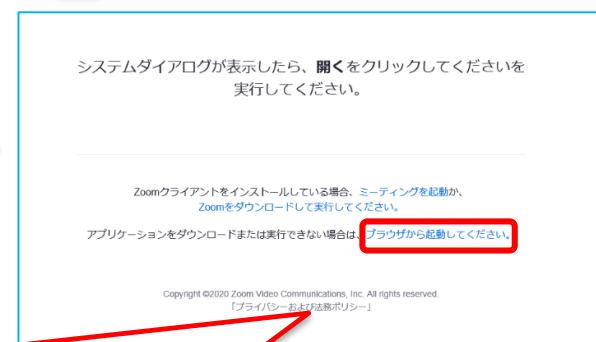 システムダイアログが表示したら、開くをクリックしてくださいを
実行してください。
Zoomクライアントをインストールしている場合、ミーティングを起動か、
Zoomをダウンロードして実行してください。
アプリケーションをダウンロードまたは実行できない場合は、ブラウザから起動してください。
Copyright ©2020 Zoom Video Communications, Inc. All rights reserved.
「プライバシーおよび法務ポリシー」